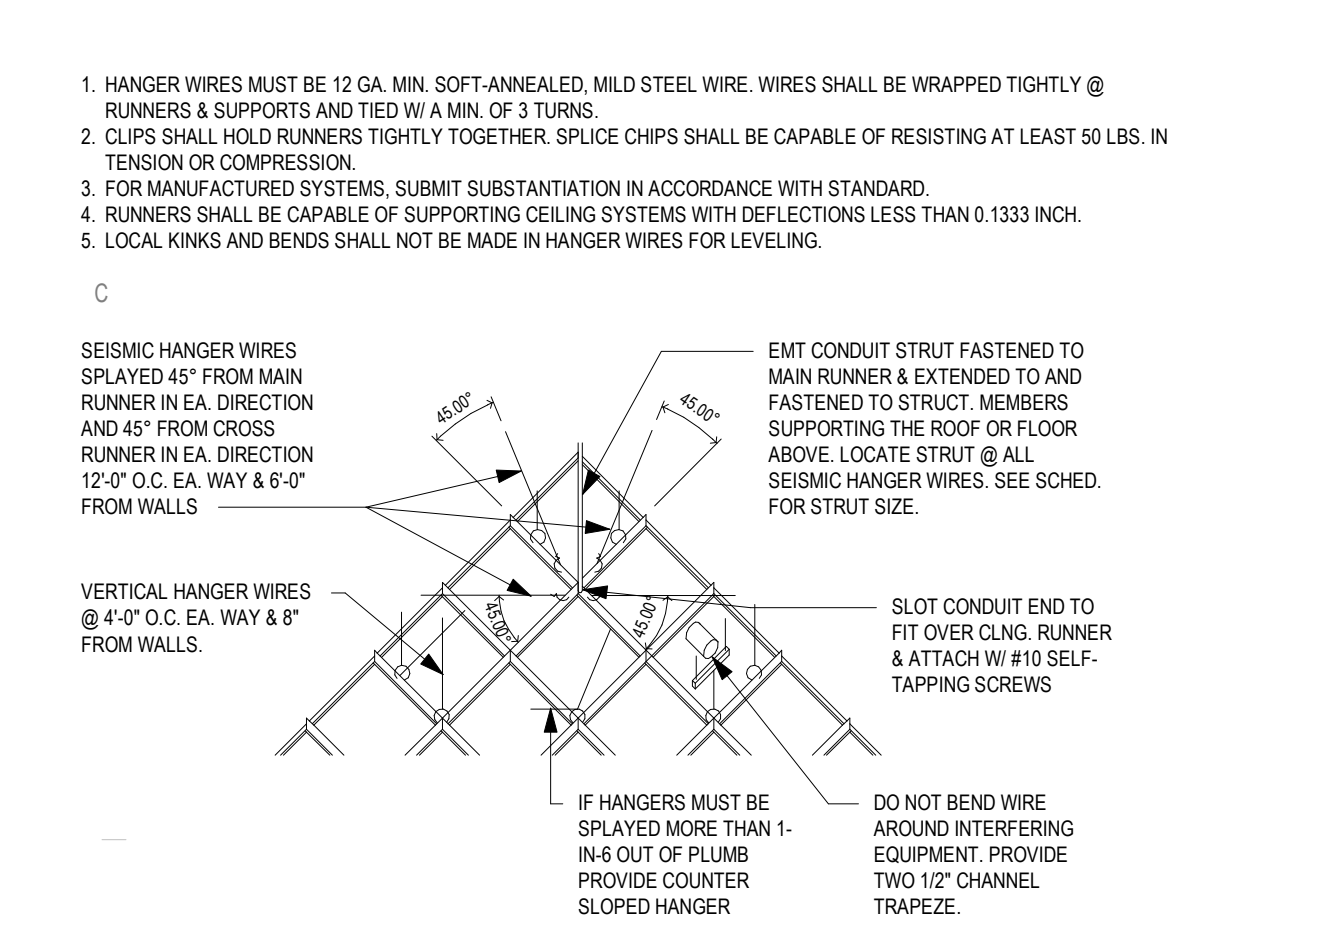 1. HANGER WIRES MUST BE 12 GA. MIN. SOFT-ANNEALED, MILD STEEL WIRE. WIRES SHALL BE WRAPPED TIGHTLY @
RUNNERS & SUPPORTS AND TIED W/ A MIN. OF 3 TURNS.
2. CLIPS SHALL HOLD RUNNERS TIGHTLY TOGETHER. SPLICE CHIPS SHALL BE CAPABLE OF RESISTING AT LEAST 50 LBS. IN
TENSION OR COMPRESSION.
3. FOR MANUFACTURED SYSTEMS, SUBMIT SUBSTANTIATION IN ACCORDANCE WITH STANDARD.
4. RUNNERS SHALL BE CAPABLE OF SUPPORTING CEILING SYSTEMS WITH DEFLECTIONS LESS THAN 0.1333 INCH.
5. LOCAL KINKS AND BENDS SHALL NOT BE MADE IN HANGER WIRES FOR LEVELING.
C
SEISMIC HANGER WIRES
SPLAYED 45° FROM MAIN
RUNNER IN EA. DIRECTION
AND 45° FROM CROSS
RUNNER IN EA. DIRECTION
12'-0" O.C. EA. WAY & 6'-0"
FROM WALLS
EMT CONDUIT STRUT FASTENED TO
MAIN RUNNER & EXTENDED TO AND
FASTENED TO STRUCT. MEMBERS
SUPPORTING THE ROOF OR FLOOR
ABOVE. LOCATE STRUT @ ALL
SEISMIC HANGER WIRES. SEE SCHED.
FOR STRUT SIZE.
45.00°
45.00°
VERTICAL HANGER WIRES
@ 4'-0" O.C. EA. WAY & 8"
FROM WALLS.
45.00°
45.00°
SLOT CONDUIT END TO
FIT OVER CLNG. RUNNER
& ATTACH W/ #10 SELF-
TAPPING SCREWS
IF HANGERS MUST BE
SPLAYED MORE THAN 1-
IN-6 OUT OF PLUMB
PROVIDE COUNTER
SLOPED HANGER
DO NOT BEND WIRE
AROUND INTERFERING
EQUIPMENT. PROVIDE
TWO 1/2" CHANNEL
TRAPEZE.